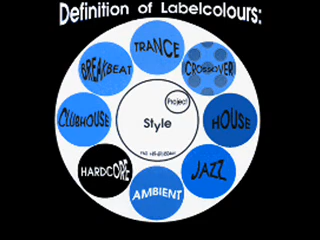 Definition of Labelcolours:
TRANCE
BREAKBEAT
CROSSOVER
CLUBHOUSE
Project
Style
HOUSE
HARDCORE
JAZZ
AMBIENT